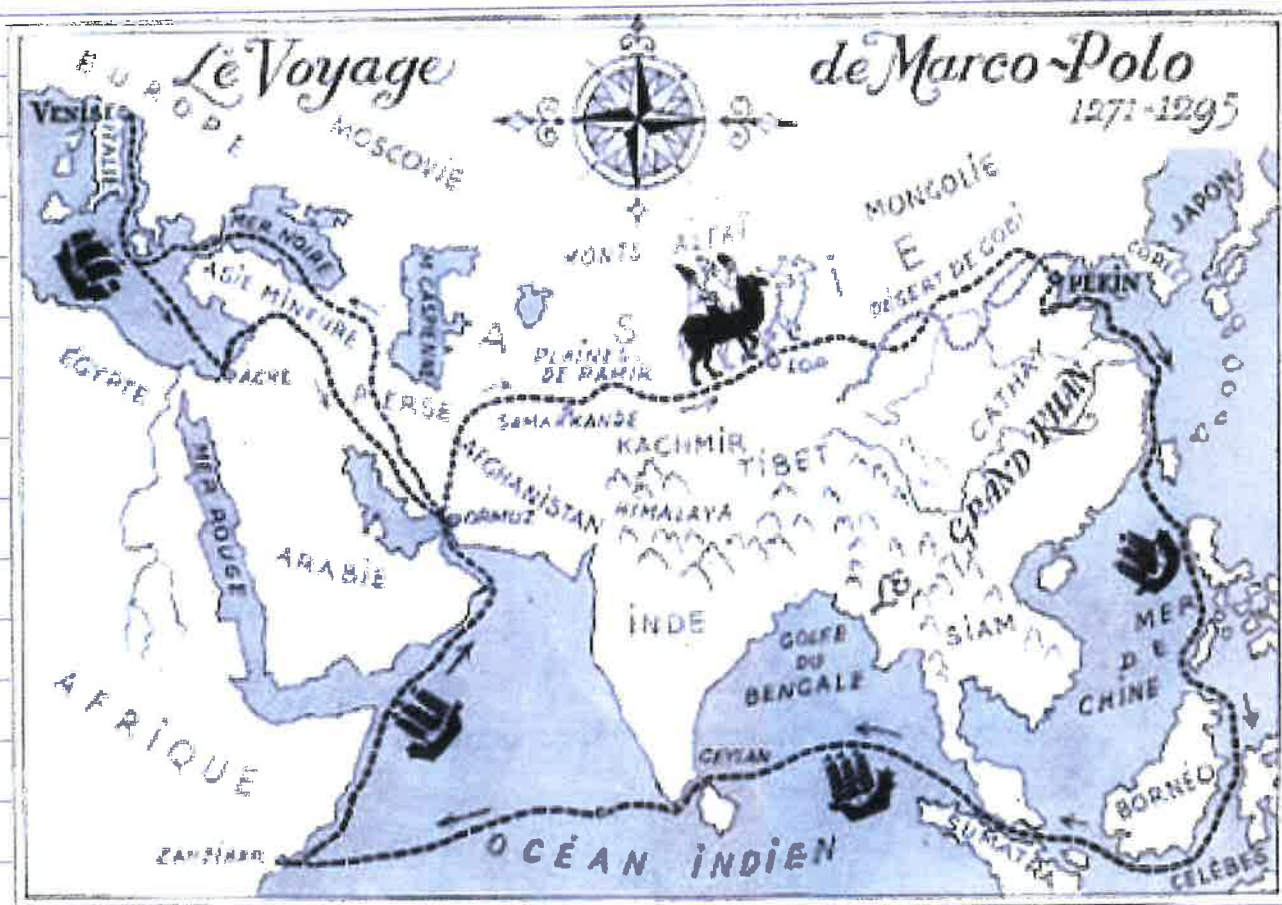 Le Voyage
de Marco-Polo
1271-1295
EUROPE
VENISE
ITALIE
MOSCOVIE
MONGOLIE
JAPON
MER NOIRE
MONTS ALTAÏ
ASIE
DÉSERT DE GOBI
PÉKIN
ASIE MINEURE
M. CASPIENNE
ÉGYPTE
ACRE
PERSE
PLAINES
DE PAMIR
LOP
CATHAY
SAMARKANDE
KACHMIR
TIBET
LE GRAND KHAN
AFGHANISTAN
HIMALAYA
ORMUZ
MER ROUGE
ARABIE
INDE
GOLFE
DU
BENGALE
SIAM
MER
DE
CHINE
AFRIQUE
CEYLAN
BORNÉO
SUMATRA
CÉLÈBES
ZANZIBAR
OCÉAN INDIEN